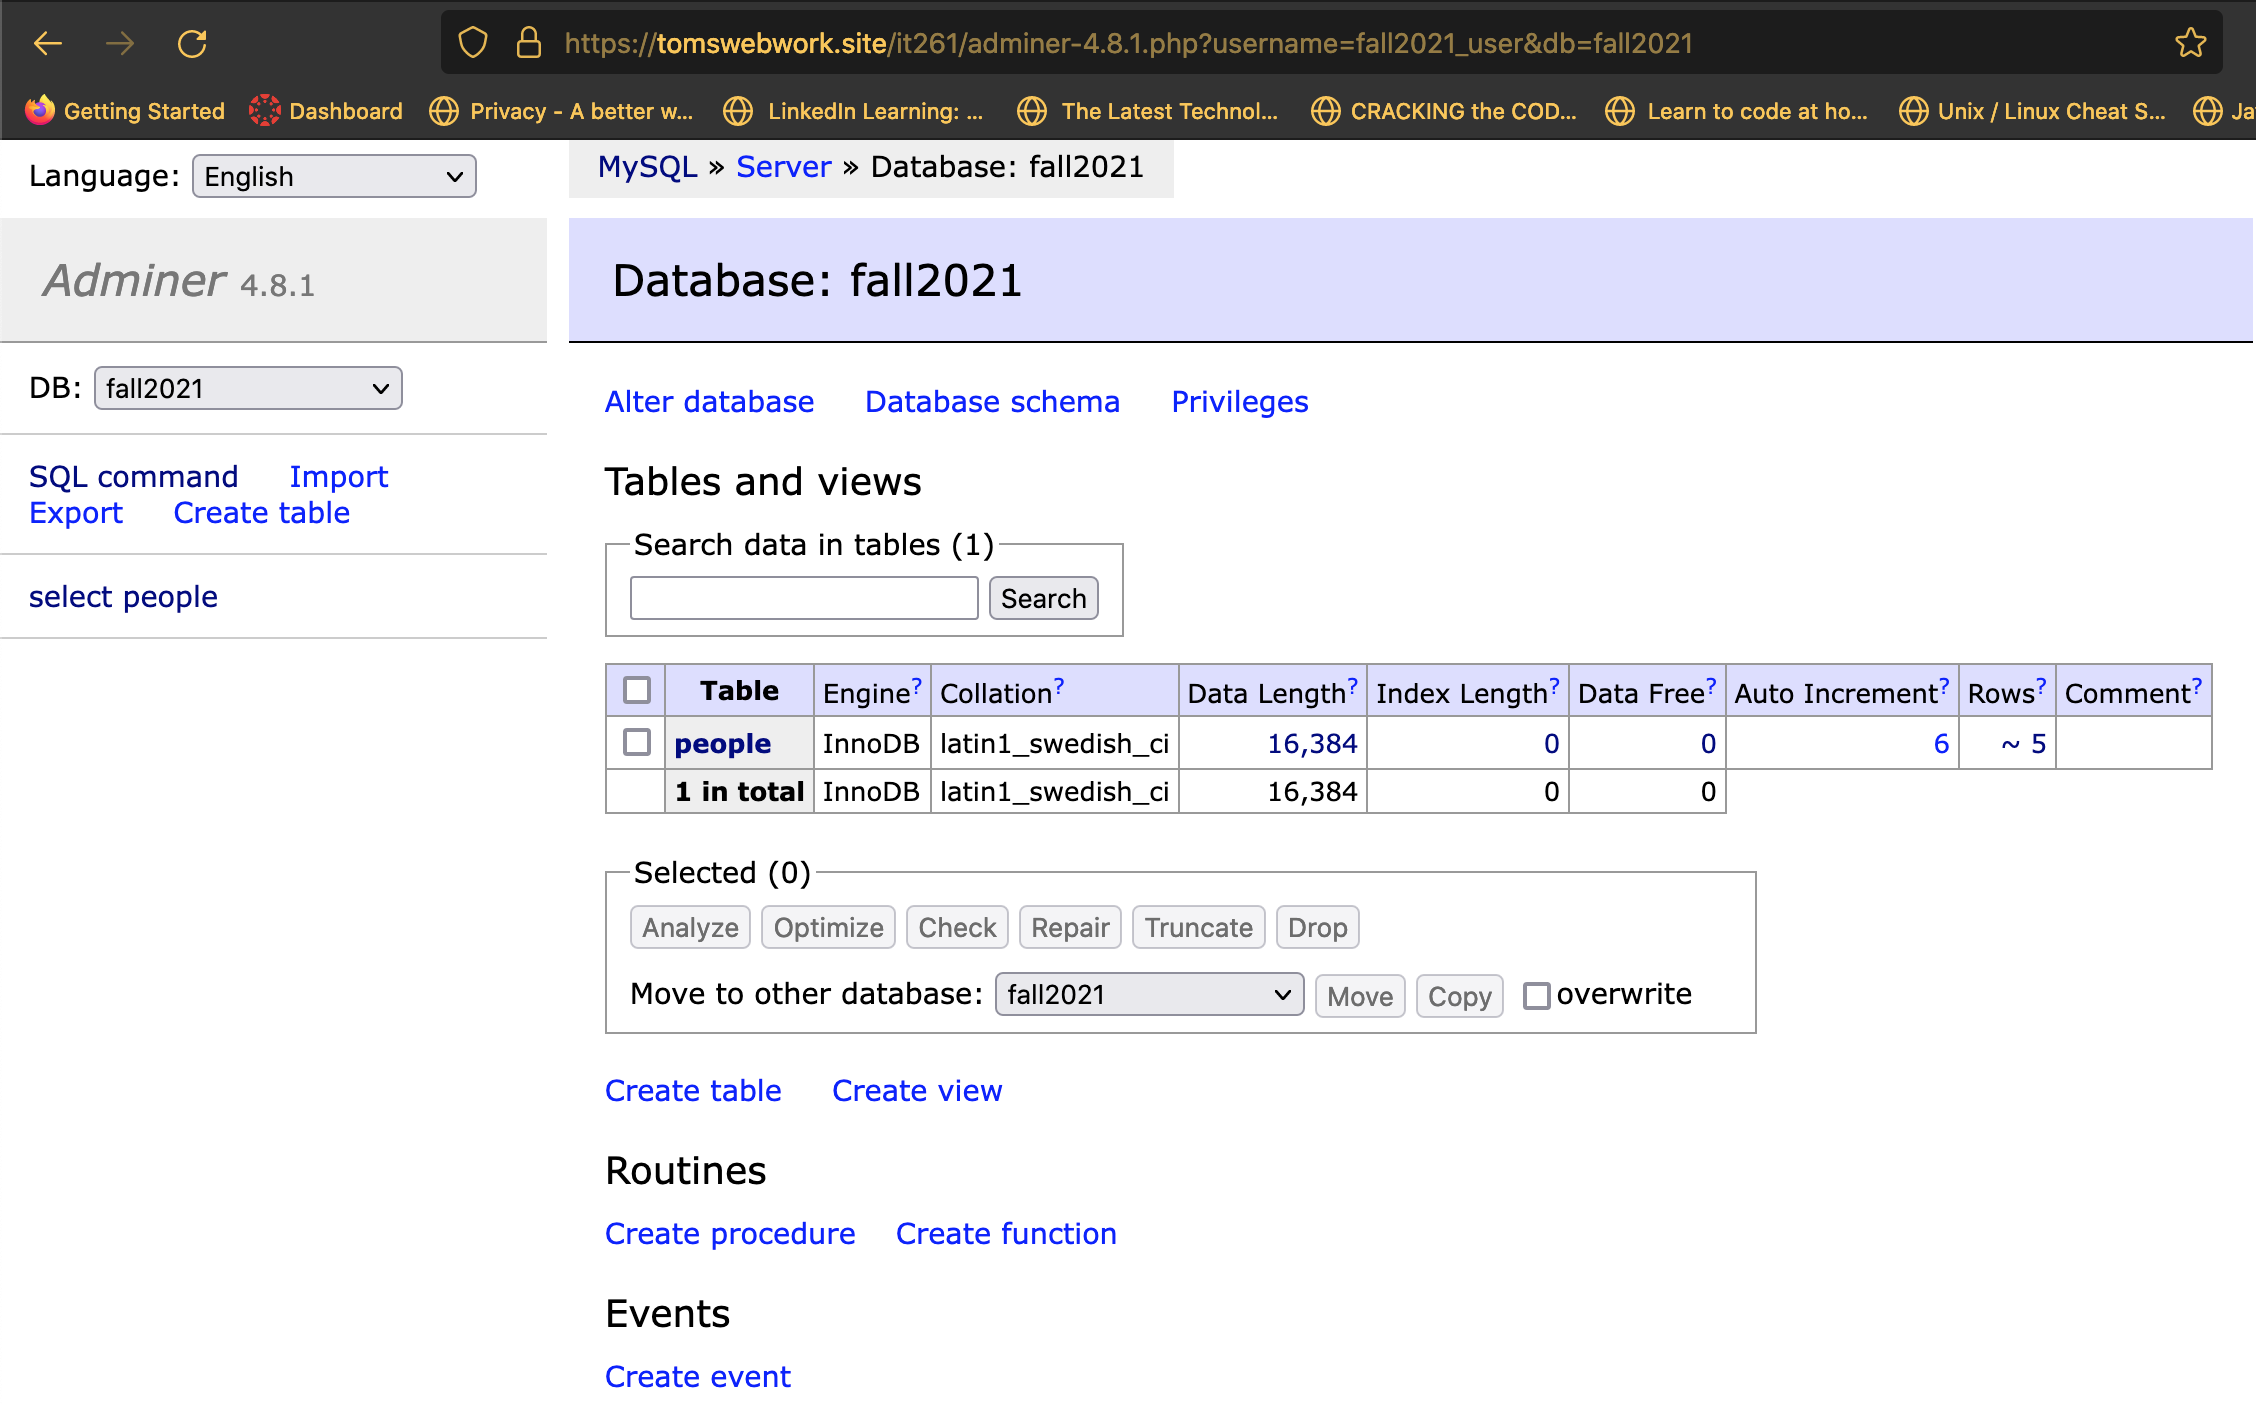 https://tomswebwork.site/it261/adminer-4.8.1.php?username=fall2021_user&db=fall2021
Getting Started Dashboard Privacy - A better w... LinkedIn Learning: ... The Latest Technol... CRACKING the COD... Learn to code at ho... Unix / Linux Cheat S... Ja
Language: English
MySQL » Server » Database: fall2021
Adminer 4.8.1
Database: fall2021
DB: fall2021
Alter database Database schema Privileges
SQL command Import
Export Create table
select people
Tables and views
Search data in tables (1)
Search
Table Engine? Collation? Data Length? Index Length? Data Free? Auto Increment? Rows? Comment?
people InnoDB latin1_swedish_ci 16,384 0 0 6 ~ 5
1 in total InnoDB latin1_swedish_ci 16,384 0 0
Selected (0)
Analyze Optimize Check Repair Truncate Drop
Move to other database: fall2021 Move Copy overwrite
Create table Create view
Routines
Create procedure Create function
Events
Create event